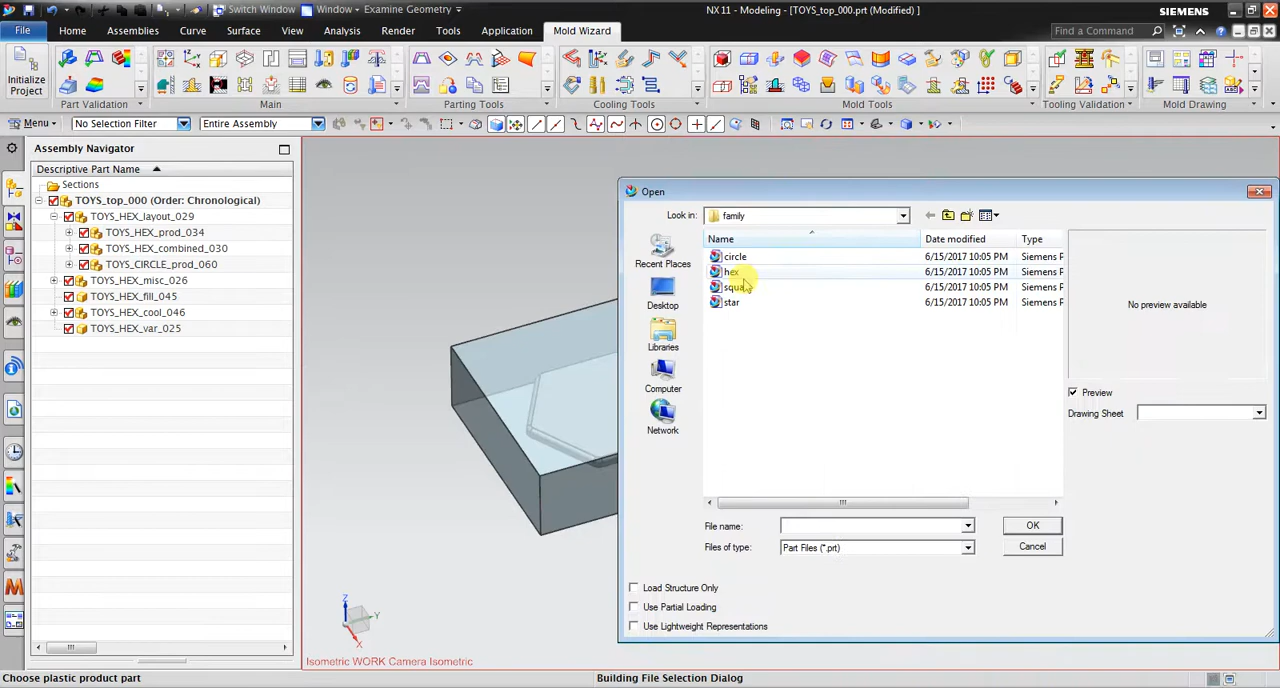 Switch Window Window Examine Geometry NX 11 - Modeling - [TOYS_top_000.prt (Modified) ] SIEMENS
File Home Assemblies Curve Surface View Analysis Render Tools Application Mold Wizard Find a Command
Initialize
Project
Part Validation Main Parting Tools Cooling Tools Mold Tools Tooling Validation Mold Drawing
Menu No Selection Filter Entire Assembly
Assembly Navigator
Descriptive Part Name
Sections
TOYS_top_000 (Order: Chronological)
TOYS_HEX_layout_029
TOYS_HEX_prod_034
TOYS_HEX_combined_030
TOYS_CIRCLE_prod_060
TOYS_HEX_misc_026
TOYS_HEX_fill_045
TOYS_HEX_cool_046
TOYS_HEX_var_025
Z
Y
X
Isometric WORK Camera Isometric
Open
Look in: family
Recent Places
Desktop
Libraries
Computer
Network
Name Date modified Type
circle 6/15/2017 10:05 PM Siemens P
hex 6/15/2017 10:05 PM Siemens P
squa 6/15/2017 10:05 PM Siemens P
star 6/15/2017 10:05 PM Siemens P
No preview available
Preview
Drawing Sheet
File name: OK
Files of type: Part Files (*.prt) Cancel
Load Structure Only
Use Partial Loading
Use Lightweight Representations
Choose plastic product part Building File Selection Dialog